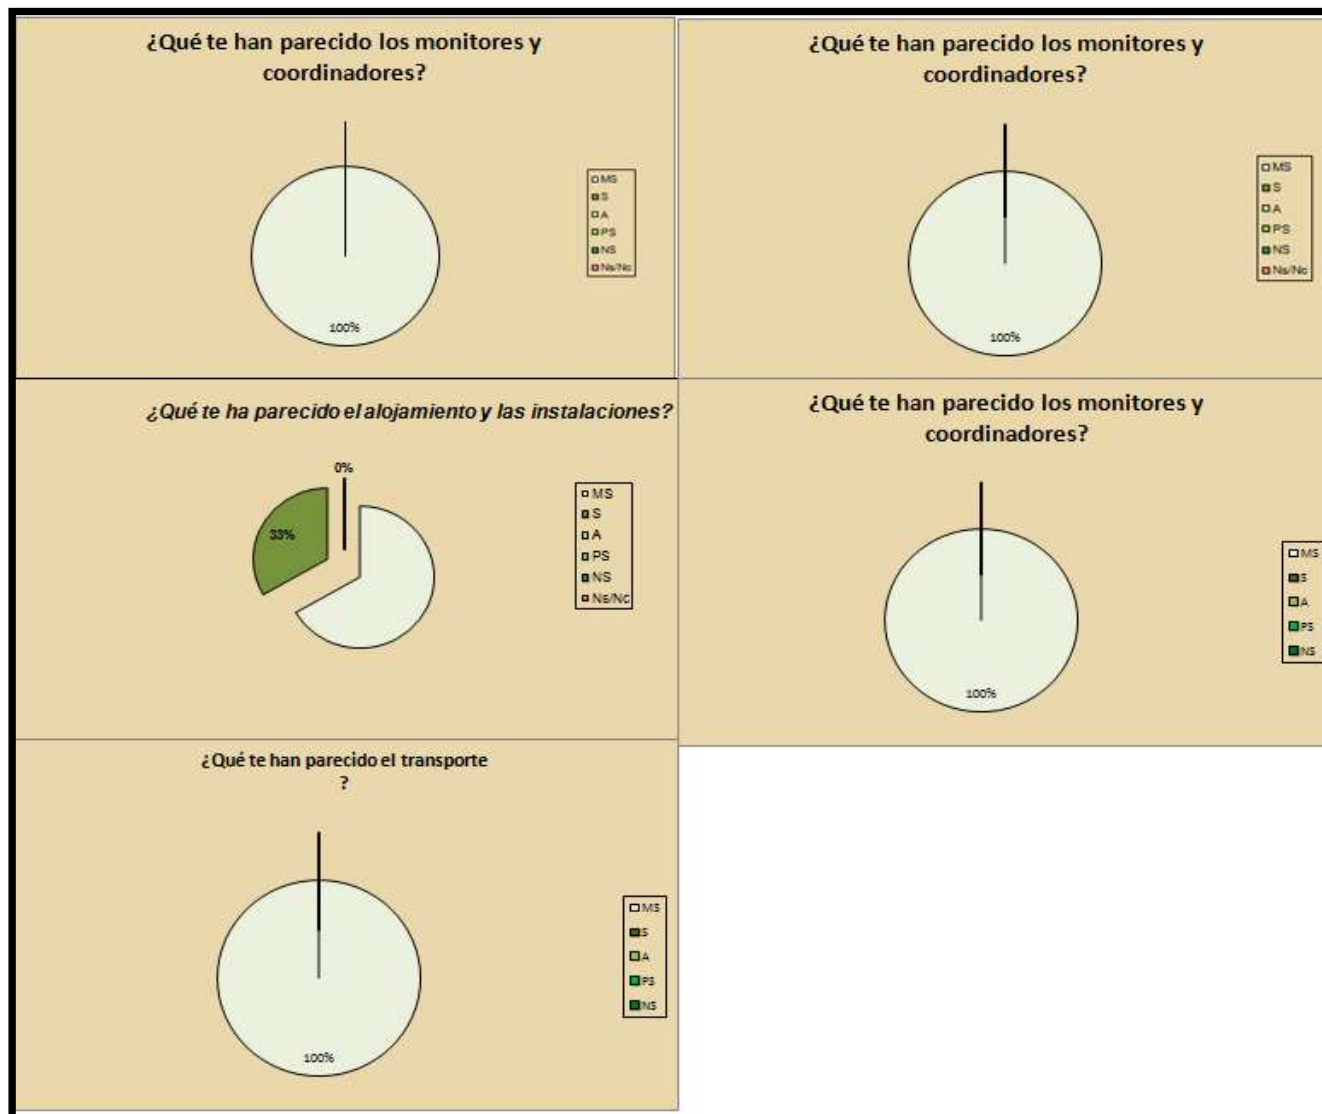 ¿Qué te han parecido los monitores y
coordinadores?
MS
S
A
PS
NS
Ns/Nc
100%
¿Qué te han parecido los monitores y
coordinadores?
MS
S
A
PS
NS
Ns/Nc
100%
¿Qué te ha parecido el alojamiento y las instalaciones?
0%
33%
MS
S
A
PS
NS
Ns/Nc
¿Qué te han parecido los monitores y
coordinadores?
MS
S
A
PS
NS
100%
¿Qué te han parecido el transporte
?
MS
S
A
PS
NS
100%